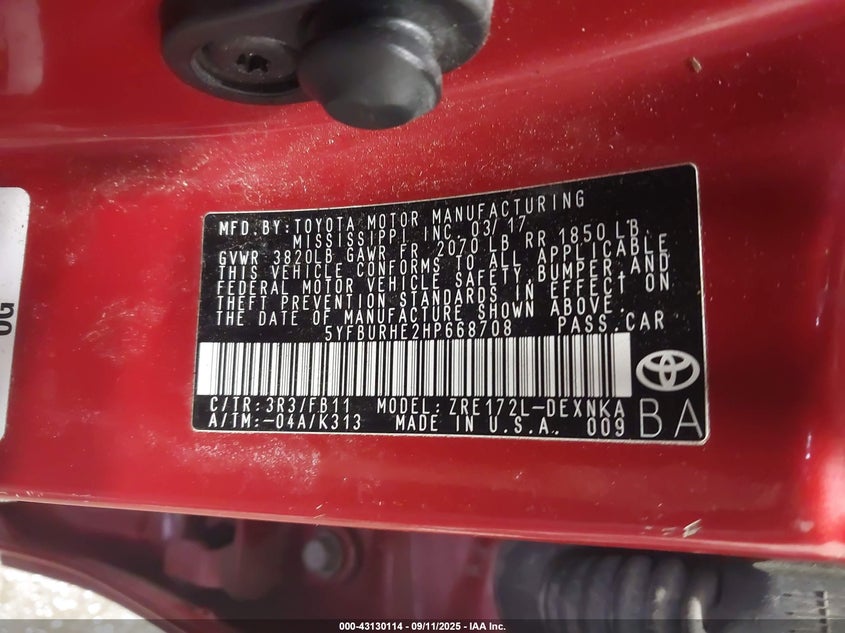 MFD. BY: TOYOTA MOTOR MANUFACTURING
MISSISSIPPI INC. 03/17
GVWR 3820LB GAWR FR 2070 LB RR 1850 LB.
THIS VEHICLE CONFORMS TO ALL APPLICABLE
FEDERAL MOTOR VEHICLE SAFETY,BUMPER,AND
THEFT PREVENTION STANDARDS IN EFFECT ON
THE DATE OF MANUFACTURE SHOWN ABOVE.
5YFBURHE2HP668708 PASS.CAR
C/TR:3R3/FB11 MODEL:ZRE172L-DEXNKA
A/TM:-04A/K313 MADE IN U.S.A. 009
BA
0G
000-43130114 - 09/11/2025 - IAA Inc.